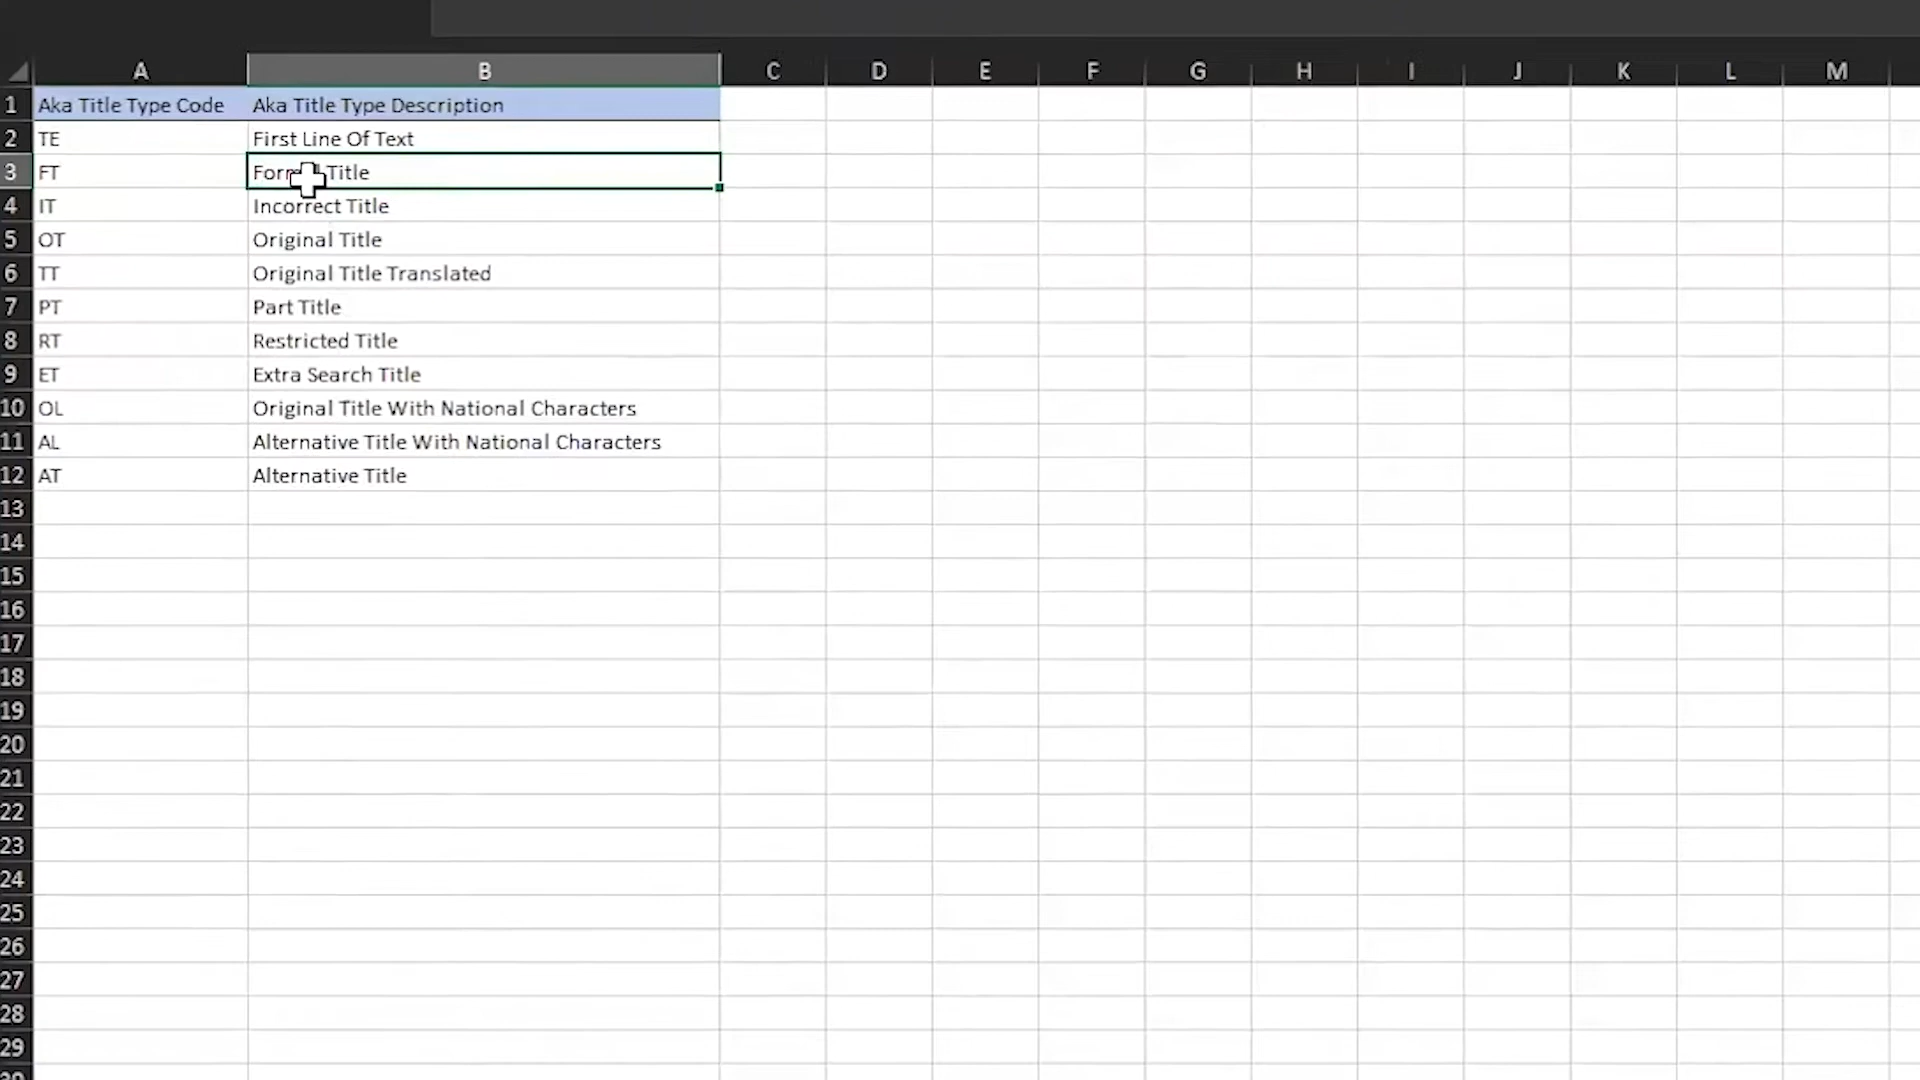 A B C D E F G H I J K L M
1 Aka Title Type Code Aka Title Type Description
2 TE First Line Of Text
3 FT Title
4 IT Incorrect Title
5 OT Original Title
6 TT Original Title Translated
7 PT Part Title
8 RT Restricted Title
9 ET Extra Search Title
10 OL Original Title With National Characters
11 AL Alternative Title With National Characters
12 AT Alternative Title
13
14
15
16
17
18
19
20
21
22
23
24
25
26
27
28
29